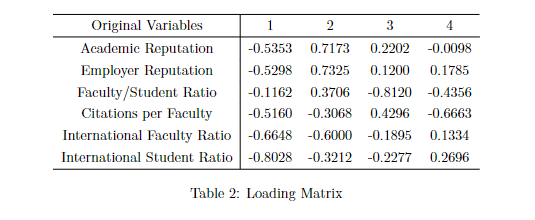 Original Variables 1 2 3 4
Academic Reputation -0.5353 0.7173 0.2202 -0.0098
Employer Reputation -0.5298 0.7325 0.1200 0.1785
Faculty/Student Ratio -0.1162 0.3706 -0.8120 -0.4356
Citations per Faculty -0.5160 -0.3068 0.4296 -0.6663
International Faculty Ratio -0.6648 -0.6000 -0.1895 0.1334
International Student Ratio -0.8028 -0.3212 -0.2277 0.2696
Table 2: Loading Matrix